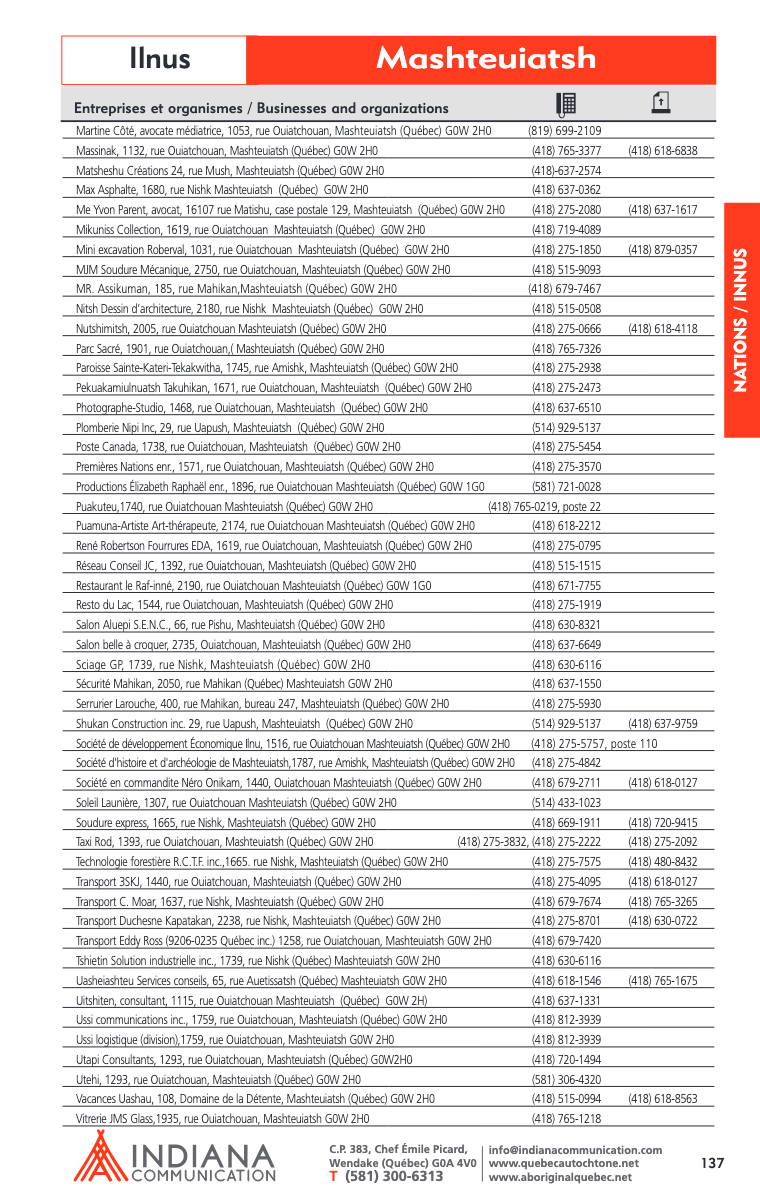 Ilnus
Mashteuiatsh
Entreprises et organismes / Businesses and organizations
Martine Côté, avocate médiatrice, 1053, rue Ouiatchouan, Mashteuiatsh (Québec) G0W 2H0 (819) 699-2109
Massinak, 1132, rue Ouiatchouan, Mashteuiatsh (Québec) G0W 2H0 (418) 765-3377 (418) 618-6838
Matsheshu Créations 24, rue Mush, Mashteuiatsh (Québec) G0W 2H0 (418)-637-2574
Max Asphalte, 1680, rue Nishk Mashteuiatsh (Québec) G0W 2H0 (418) 637-0362
Me Yvon Parent, avocat, 16107 rue Matishu, case postale 129, Mashteuiatsh (Québec) G0W 2H0 (418) 275-2080 (418) 637-1617
Mikuniss Collection, 1619, rue Ouiatchouan Mashteuiatsh (Québec) G0W 2H0 (418) 719-4089
Mini excavation Roberval, 1031, rue Ouiatchouan Mashteuiatsh (Québec) G0W 2H0 (418) 275-1850 (418) 879-0357
MJM Soudure Mécanique, 2750, rue Ouiatchouan, Mashteuiatsh (Québec) G0W 2H0 (418) 515-9093
MR. Assikuman, 185, rue Mahikan,Mashteuiatsh (Québec) G0W 2H0 (418) 679-7467
Nitsh Dessin d'architecture, 2180, rue Nishk Mashteuiatsh (Québec) G0W 2H0 (418) 515-0508
Nutshimitsh, 2005, rue Ouiatchouan Mashteuiatsh (Québec) G0W 2H0 (418) 275-0666 (418) 618-4118
Parc Sacré, 1901, rue Ouiatchouan,( Mashteuiatsh (Québec) G0W 2H0 (418) 765-7326
Paroisse Sainte-Kateri-Tekakwitha, 1745, rue Amishk, Mashteuiatsh (Québec) G0W 2H0 (418) 275-2938
Pekuakamiulnuatsh Takuhikan, 1671, rue Ouiatchouan, Mashteuiatsh (Québec) G0W 2H0 (418) 275-2473
Photographe-Studio, 1468, rue Ouiatchouan, Mashteuiatsh (Québec) G0W 2H0 (418) 637-6510
Plomberie Nipi Inc, 29, rue Uapush, Mashteuiatsh (Québec) G0W 2H0 (514) 929-5137
Poste Canada, 1738, rue Ouiatchouan, Mashteuiatsh (Québec) G0W 2H0 (418) 275-5454
Premières Nations enr., 1571, rue Ouiatchouan, Mashteuiatsh (Québec) G0W 2H0 (418) 275-3570
Productions Élizabeth Raphaël enr., 1896, rue Ouiatchouan Mashteuiatsh (Québec) G0W 1G0 (581) 721-0028
Puakuteu,1740, rue Ouiatchouan Mashteuiatsh (Québec) G0W 2H0 (418) 765-0219, poste 22
Puamuna-Artiste Art-thérapeute, 2174, rue Ouiatchouan Mashteuiatsh (Québec) G0W 2H0 (418) 618-2212
René Robertson Fourrures EDA, 1619, rue Ouiatchouan, Mashteuiatsh (Québec) G0W 2H0 (418) 275-0795
Réseau Conseil JC, 1392, rue Ouiatchouan, Mashteuiatsh (Québec) G0W 2H0 (418) 515-1515
Restaurant le Raf-inné, 2190, rue Ouiatchouan Mashteuiatsh (Québec) G0W 1G0 (418) 671-7755
Resto du Lac, 1544, rue Ouiatchouan, Mashteuiatsh (Québec) G0W 2H0 (418) 275-1919
Salon Aluepi S.E.N.C., 66, rue Pishu, Mashteuiatsh (Québec) G0W 2H0 (418) 630-8321
Salon belle à croquer, 2735, Ouiatchouan, Mashteuiatsh (Québec) G0W 2H0 (418) 637-6649
Sciage GP, 1739, rue Nishk, Mashteuiatsh (Québec) G0W 2H0 (418) 630-6116
Sécurité Mahikan, 2050, rue Mahikan (Québec) Mashteuiatsh G0W 2H0 (418) 637-1550
Serrurier Larouche, 400, rue Mahikan, bureau 247, Mashteuiatsh (Québec) G0W 2H0 (418) 275-5930
Shukan Construction inc. 29, rue Uapush, Mashteuiatsh (Québec) G0W 2H0 (514) 929-5137 (418) 637-9759
Société de développement Économique Ilnu, 1516, rue Ouiatchouan Mashteuiatsh (Québec) G0W 2H0 (418) 275-5757, poste 110
Société d'histoire et d'archéologie de Mashteuiatsh,1787, rue Amishk, Mashteuiatsh (Québec) G0W 2H0 (418) 275-4842
Société en commandite Néro Onikam, 1440, Ouiatchouan Mashteuiatsh (Québec) G0W 2H0 (418) 679-2711 (418) 618-0127
Soleil Launière, 1307, rue Ouiatchouan Mashteuiatsh (Québec) G0W 2H0 (514) 433-1023
Soudure express, 1665, rue Nishk, Mashteuiatsh (Québec) G0W 2H0 (418) 669-1911 (418) 720-9415
Taxi Rod, 1393, rue Ouiatchouan, Mashteuiatsh (Québec) G0W 2H0 (418) 275-3832, (418) 275-2222 (418) 275-2092
Technologie forestière R.C.T.F. inc.,1665. rue Nishk, Mashteuiatsh (Québec) G0W 2H0 (418) 275-7575 (418) 480-8432
Transport 3SKJ, 1440, rue Ouiatchouan, Mashteuiatsh (Québec) G0W 2H0 (418) 275-4095 (418) 618-0127
Transport C. Moar, 1637, rue Nishk, Mashteuiatsh (Québec) G0W 2H0 (418) 679-7674 (418) 765-3265
Transport Duchesne Kapatakan, 2238, rue Nishk, Mashteuiatsh (Québec) G0W 2H0 (418) 275-8701 (418) 630-0722
Transport Eddy Ross (9206-0235 Québec inc.) 1258, rue Ouiatchouan, Mashteuiatsh G0W 2H0 (418) 679-7420
Tshietin Solution industrielle inc., 1739, rue Nishk (Québec) Mashteuiatsh G0W 2H0 (418) 630-6116
Uasheiashteu Services conseils, 65, rue Auetissatsh (Québec) Mashteuiatsh G0W 2H0 (418) 618-1546 (418) 765-1675
Uitshiten, consultant, 1115, rue Ouiatchouan Mashteuiatsh (Québec) G0W 2H) (418) 637-1331
Ussi communications inc., 1759, rue Ouiatchouan, Mashteuiatsh (Québec) G0W 2H0 (418) 812-3939
Ussi logistique (division),1759, rue Ouiatchouan, Mashteuiatsh G0W 2H0 (418) 812-3939
Utapi Consultants, 1293, rue Ouiatchouan, Mashteuiatsh (Québec) G0W2H0 (418) 720-1494
Utehi, 1293, rue Ouiatchouan, Mashteuiatsh (Québec) G0W 2H0 (581) 306-4320
Vacances Uashau, 108, Domaine de la Détente, Mashteuiatsh (Québec) G0W 2H0 (418) 515-0994 (418) 618-8563
Vitrerie JMS Glass,1935, rue Ouiatchouan, Mashteuiatsh G0W 2H0 (418) 765-1218
NATIONS / INNUS
INDIANA
COMMUNICATION
C.P. 383, Chef Émile Picard,
Wendake (Québec) G0A 4V0
T (581) 300-6313
info@indianacommunication.com
www.quebecautochtone.net
www.aboriginalquebec.net
137